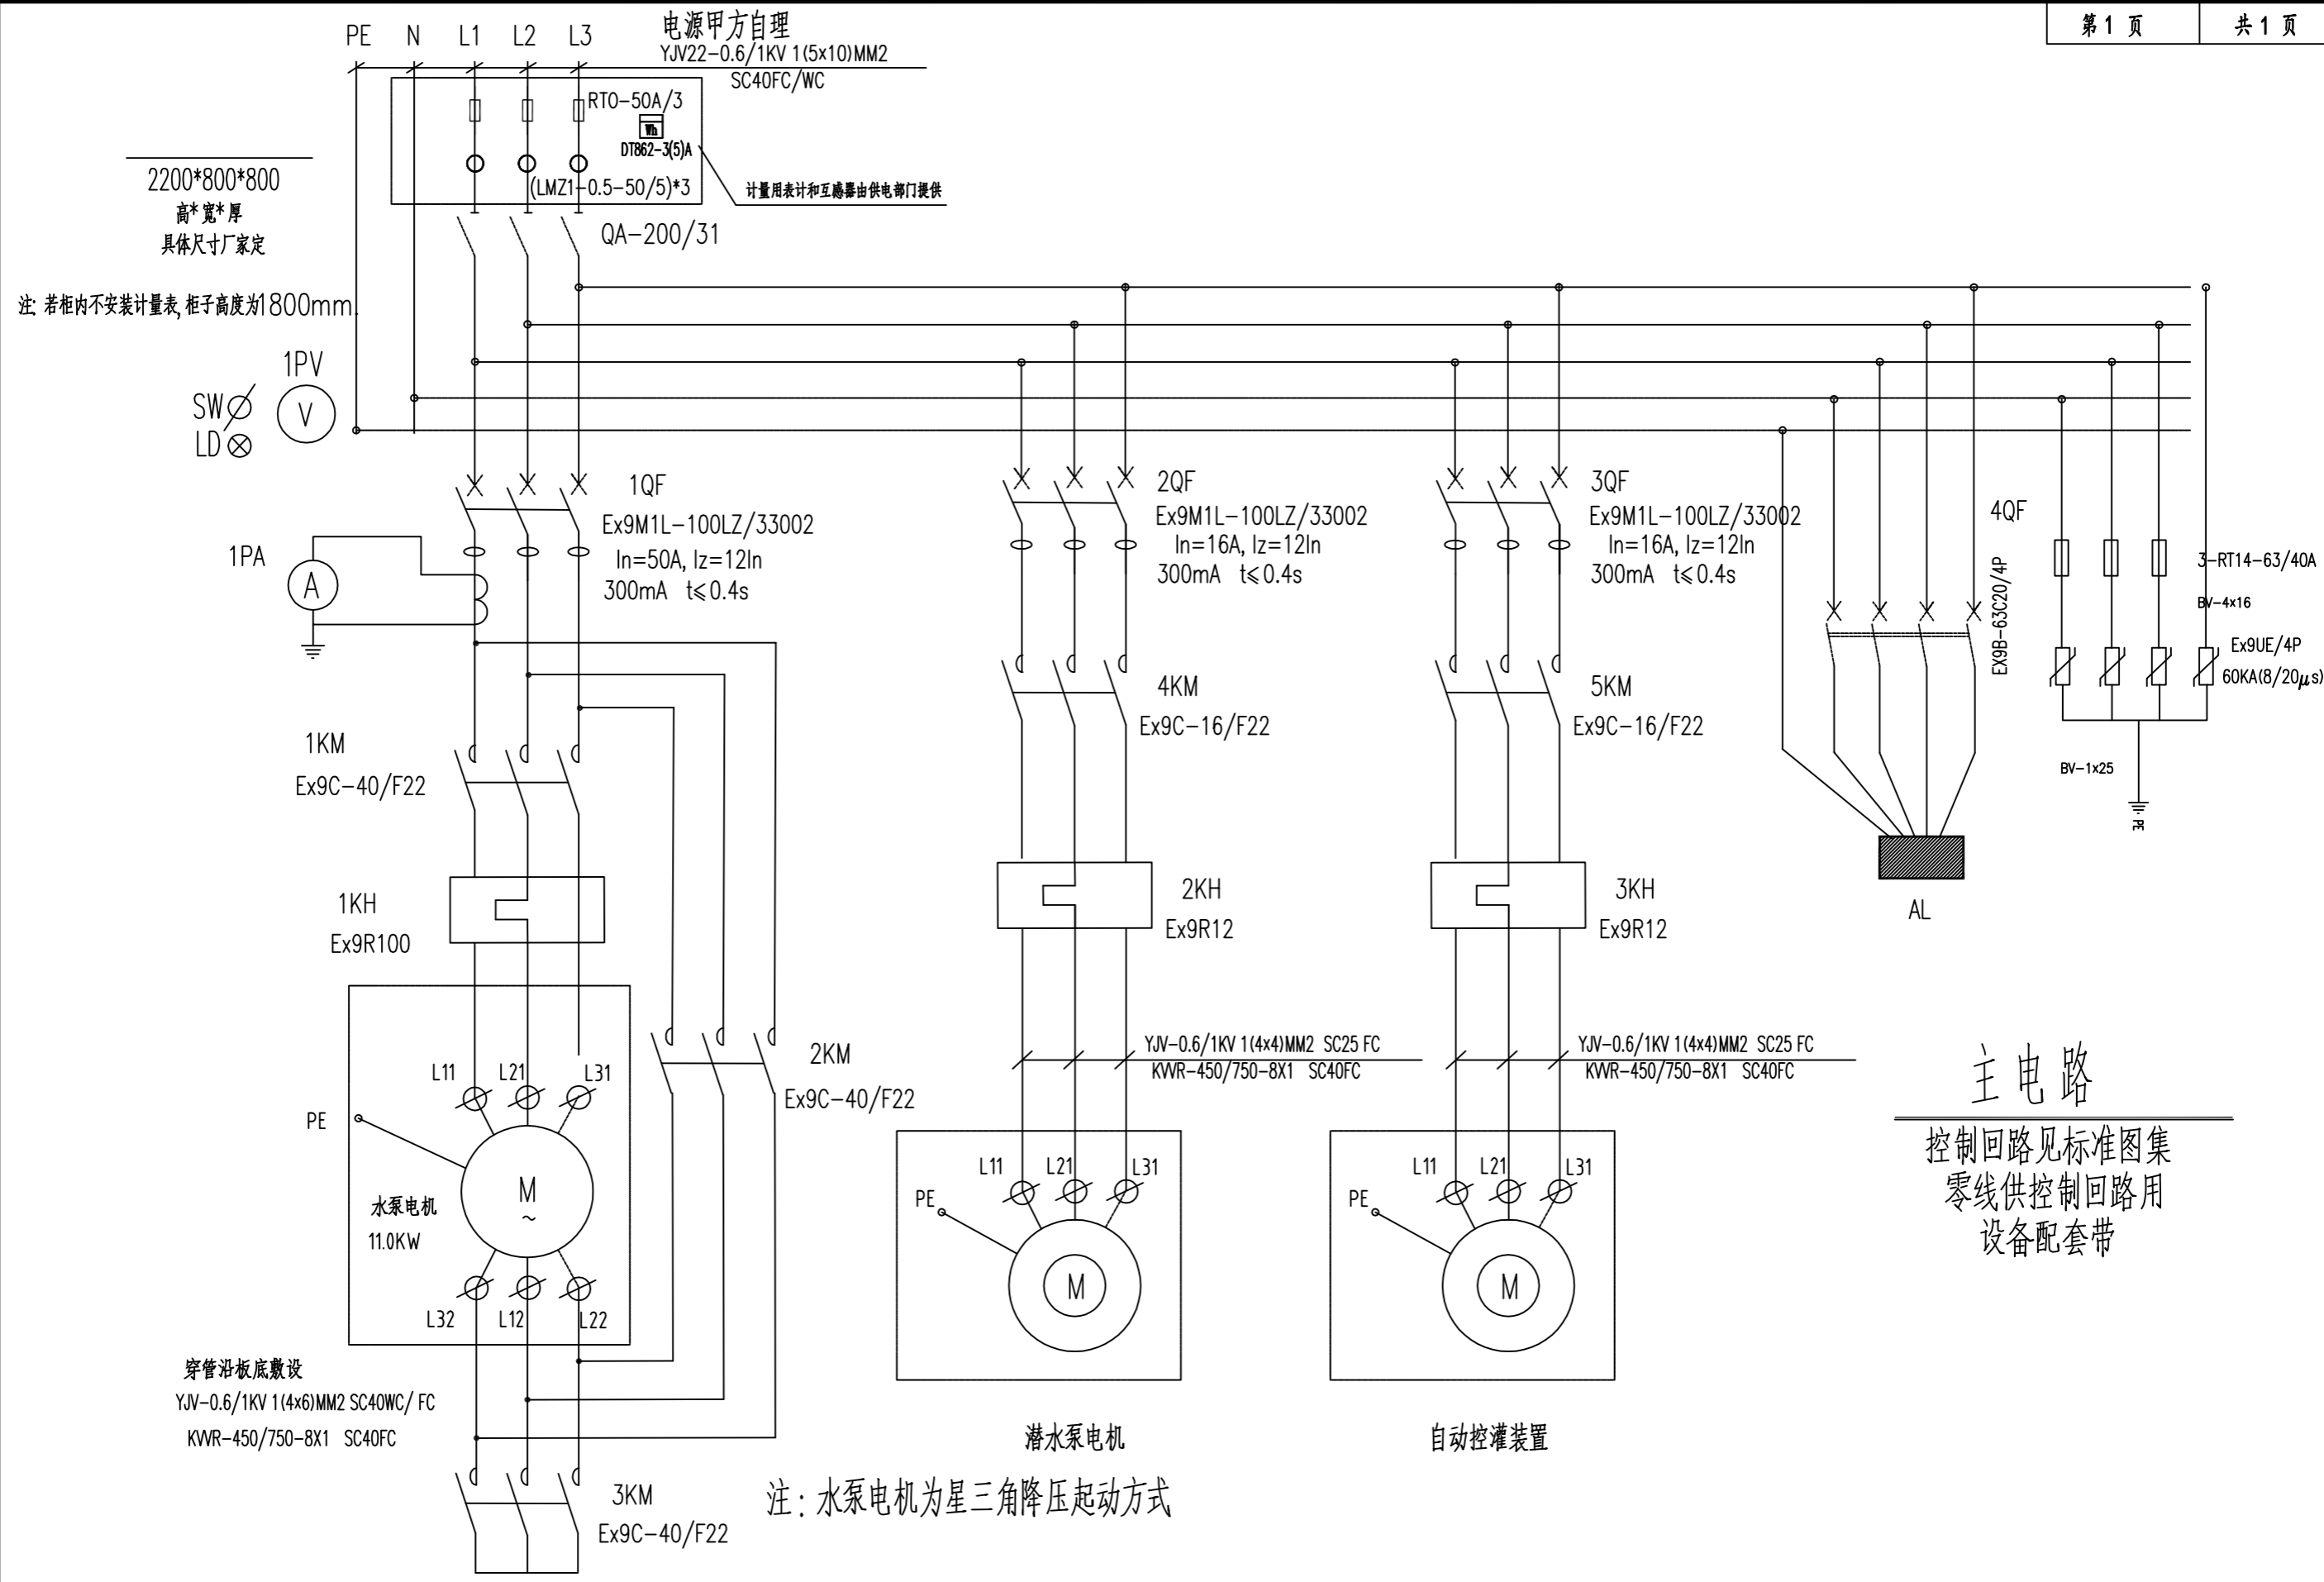 第1 页
共1 页
PE N L1 L2 L3
电源甲方自理
YJV22-0.6/1KV 1(5×10)MM2
SC40FC/WC
RT0-50A/3
Wh
DT862-3(5)A
(LMZ1-0.5-50/5)*3
计量用表计和互感器由供电部门提供
QA-200/31
2200*800*800
高*宽*厚
具体尺寸厂家定
注: 若柜内不安装计量表,柜子高度为1800mm.
1PV
SW
V
LD
1QF
Ex9M1L-100LZ/33002
In=50A, Iz=12In
300mA t≤0.4s
1PA
A
2QF
Ex9M1L-100LZ/33002
In=16A, Iz=12In
300mA t≤0.4s
3QF
Ex9M1L-100LZ/33002
In=16A, Iz=12In
300mA t≤0.4s
4QF
EX9B-63C20/4P
3-RT14-63/40A
BV-4×16
Ex9UE/4P
60KA(8/20μs)
BV-1×25
PE
AL
1KM
Ex9C-40/F22
4KM
Ex9C-16/F22
5KM
Ex9C-16/F22
1KH
Ex9R100
2KH
Ex9R12
3KH
Ex9R12
2KM
Ex9C-40/F22
L11 L21 L31
PE
M
~
水泵电机
11.0KW
L32 L12 L22
YJV-0.6/1KV 1(4×4)MM2 SC25 FC
KVVR-450/750-8X1 SC40FC
YJV-0.6/1KV 1(4×4)MM2 SC25 FC
KVVR-450/750-8X1 SC40FC
L11 L21 L31
PE
M
L11 L21 L31
PE
M
主电路
控制回路见标准图集
零线供控制回路用
设备配套带
穿管沿板底敷设
YJV-0.6/1KV 1(4×6)MM2 SC40WC/ FC
KVVR-450/750-8X1 SC40FC
潜水泵电机
自动控灌装置
3KM
Ex9C-40/F22
注: 水泵电机为星三角降压起动方式